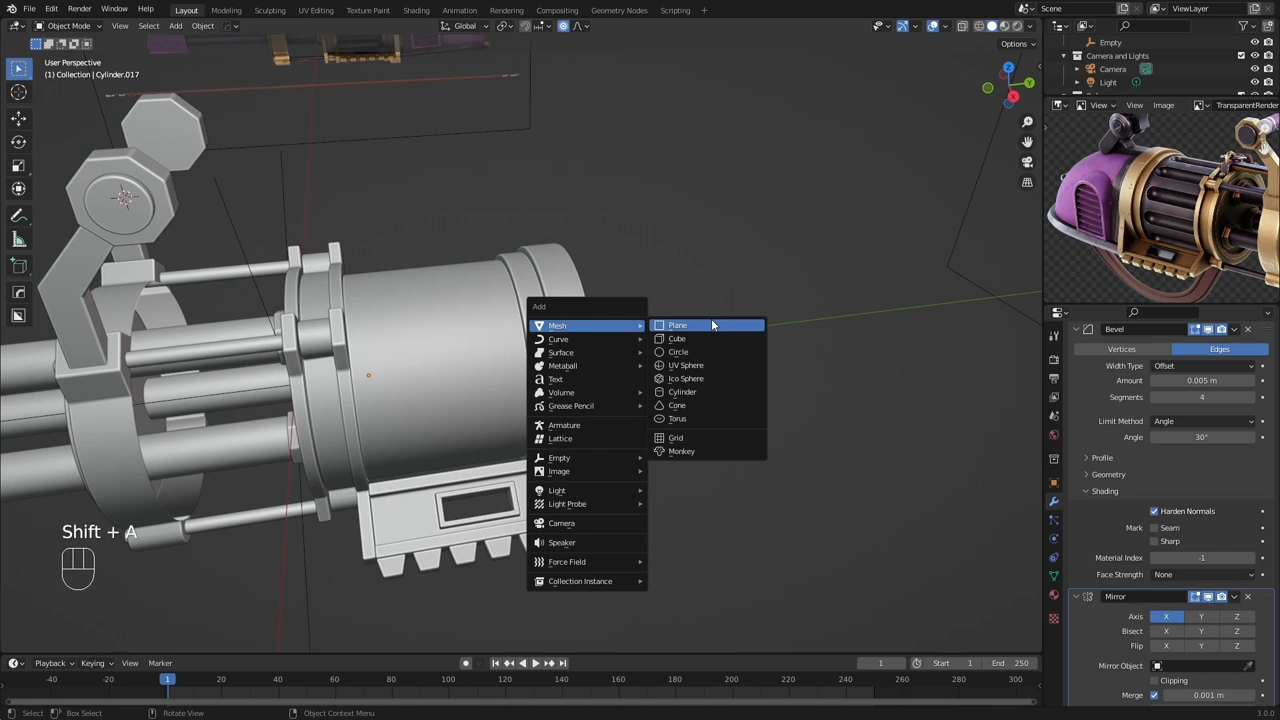 File Edit Render Window Help Layout Modeling Sculpting UV Editing Texture Paint Shading Animation Rendering Compositing Geometry Nodes Scripting + Scene ViewLayer
Object Mode View Select Add Object Global
Options
User Perspective
(1) Collection | Cylinder.017
Z
Y
X
Empty
Camera and Lights
Camera
Light
View View Image TransparentRender
Add
Mesh
Curve
Surface
Metaball
Text
Volume
Grease Pencil
Armature
Lattice
Empty
Image
Light
Light Probe
Camera
Speaker
Force Field
Collection Instance
Plane
Cube
Circle
UV Sphere
Ico Sphere
Cylinder
Cone
Torus
Grid
Monkey
Shift + A
Bevel
Vertices Edges
Width Type Offset
Amount 0.005 m
Segments 4
Limit Method Angle
Angle 30°
Profile
Geometry
Shading
Harden Normals
Mark Seam
Sharp
Material Index -1
Face Strength None
Mirror
Axis X Y Z
Bisect X Y Z
Flip X Y Z
Mirror Object
Clipping
Merge 0.001 m
Playback Keying View Marker 1 Start 1 End 250
-40 -20 1 20 40 60 80 100 120 140 160 180 200 220 240 260 280 300
Select Box Select Rotate View Object Context Menu 3.0.0